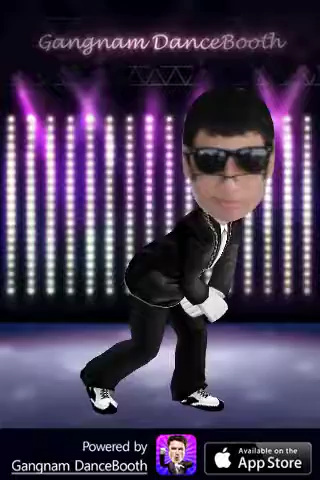 Gangnam DanceBooth
Powered by
Gangnam DanceBooth
Available on the
App Store